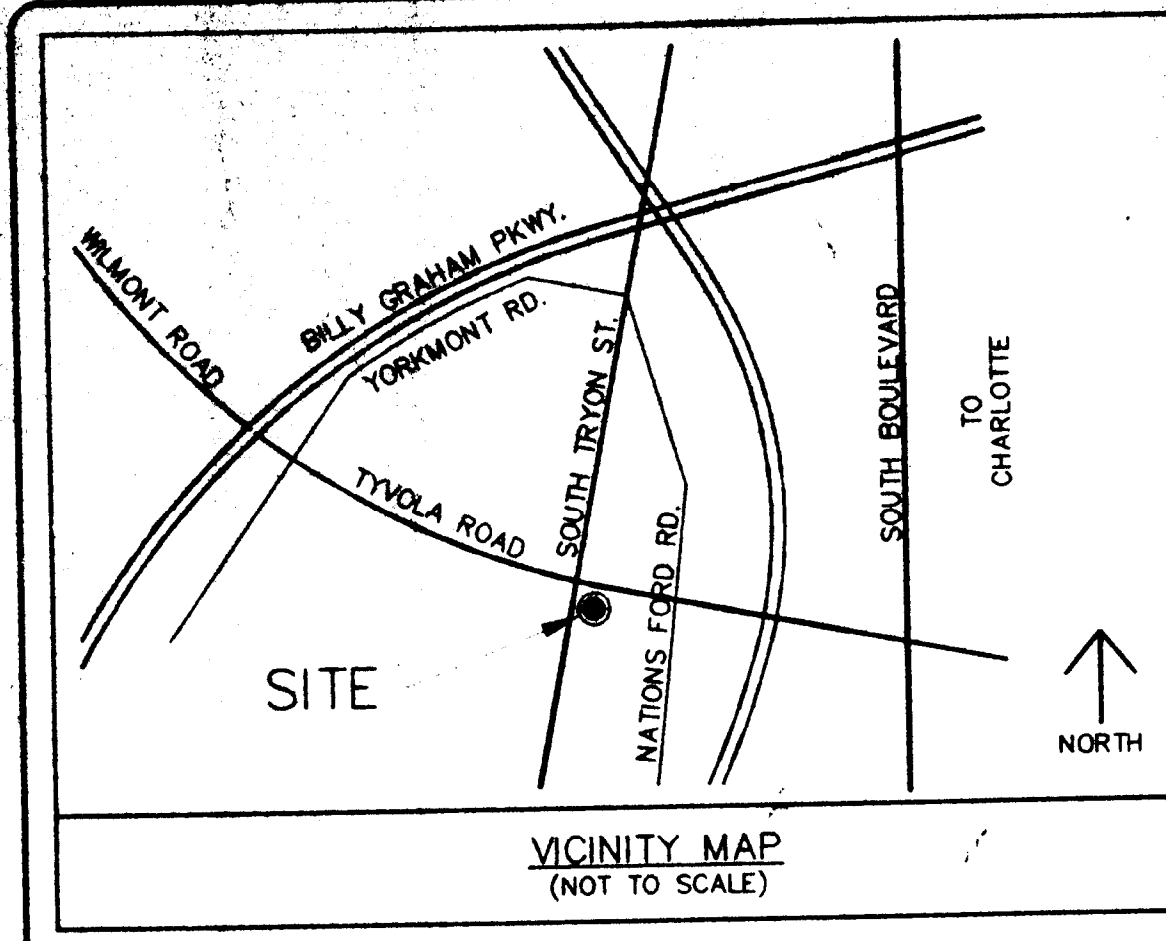 WILMONT ROAD
BILLY GRAHAM PKWY.
YORKMONT RD.
TYVOLA ROAD
SOUTH TRYON ST.
NATIONS FORD RD.
SOUTH BOULEVARD
TO
CHARLOTTE
SITE
NORTH
VICINITY MAP
(NOT TO SCALE)